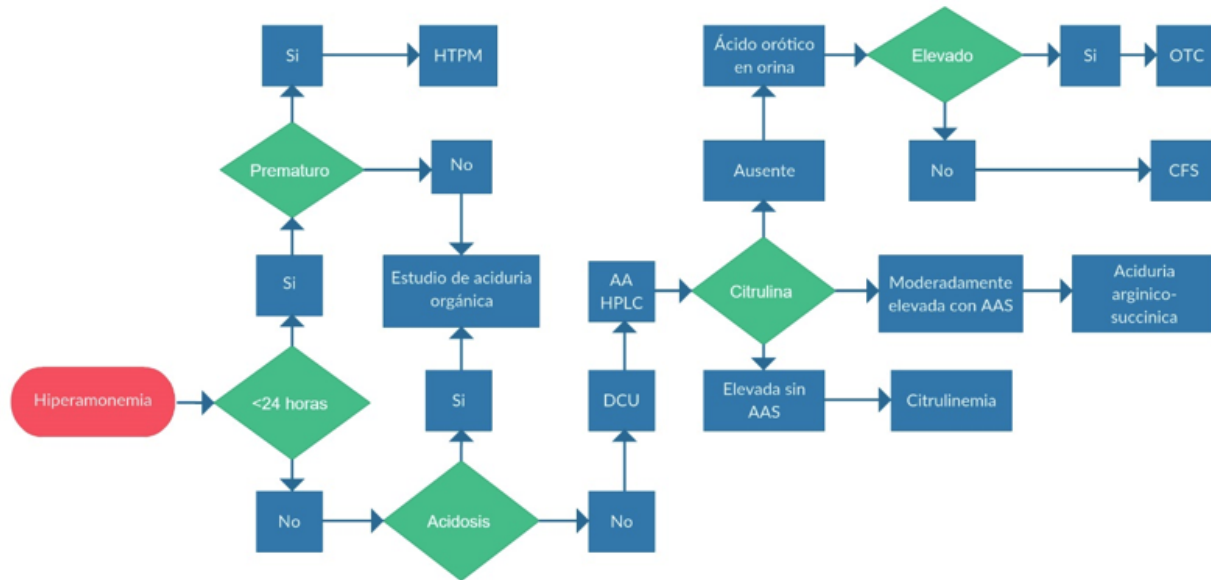 Hiperamonemia
<24 horas
Si
Prematuro
Si
HTPM
No
Estudio de aciduria
orgánica
No
Acidosis
Si
No
DCU
AA
HPLC
Citrulina
Ausente
Ácido orótico
en orina
Elevado
Si
OTC
No
CFS
Moderadamente
elevada con AAS
Aciduria
arginico-
succinica
Elevada sin
AAS
Citrulinemia